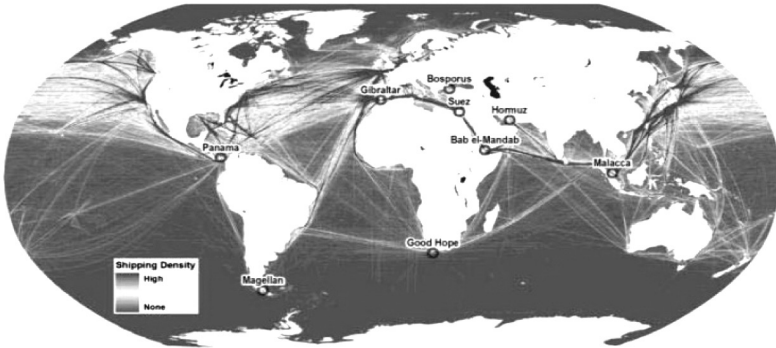 Bosporus
Gibraltar
Suez
Hormuz
Panama
Bab el-Mandab
Malacca
Good Hope
Shipping Density
High
None
Magellan